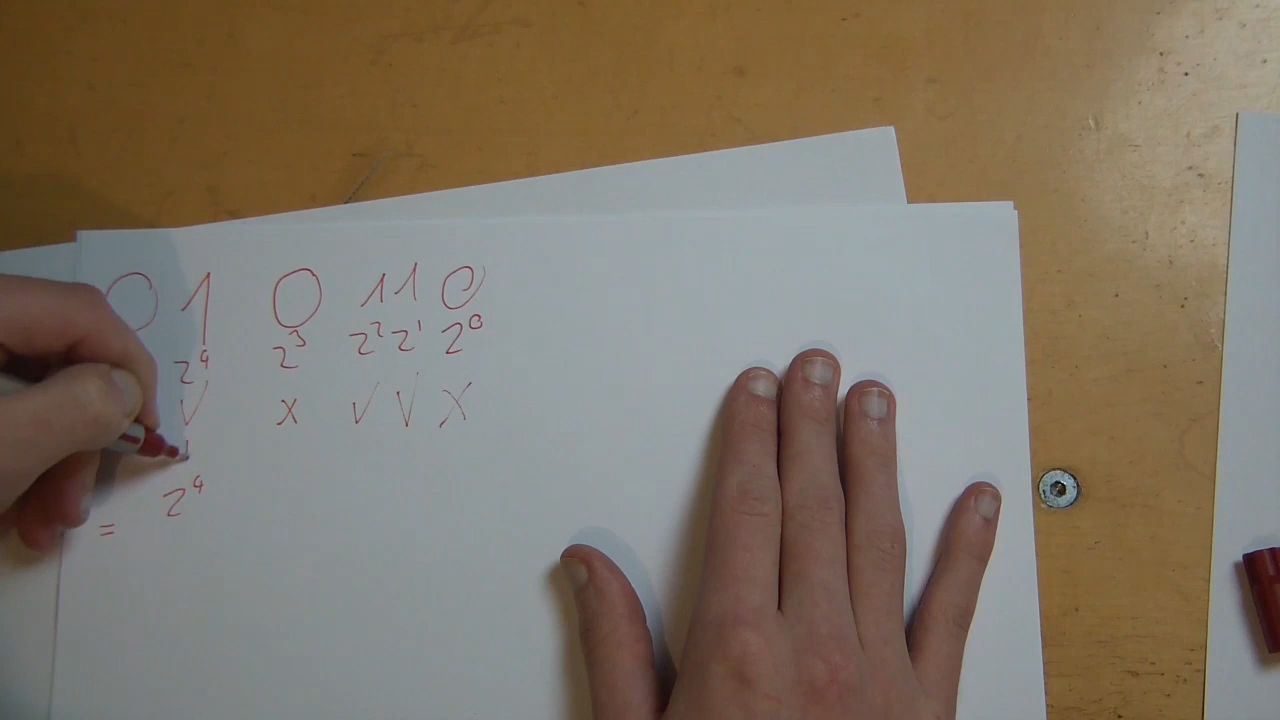 0 1 0 1 1 0
2⁴ 2³ 2² 2¹ 2⁰
✓ x ✓ ✓ x
2⁴
=